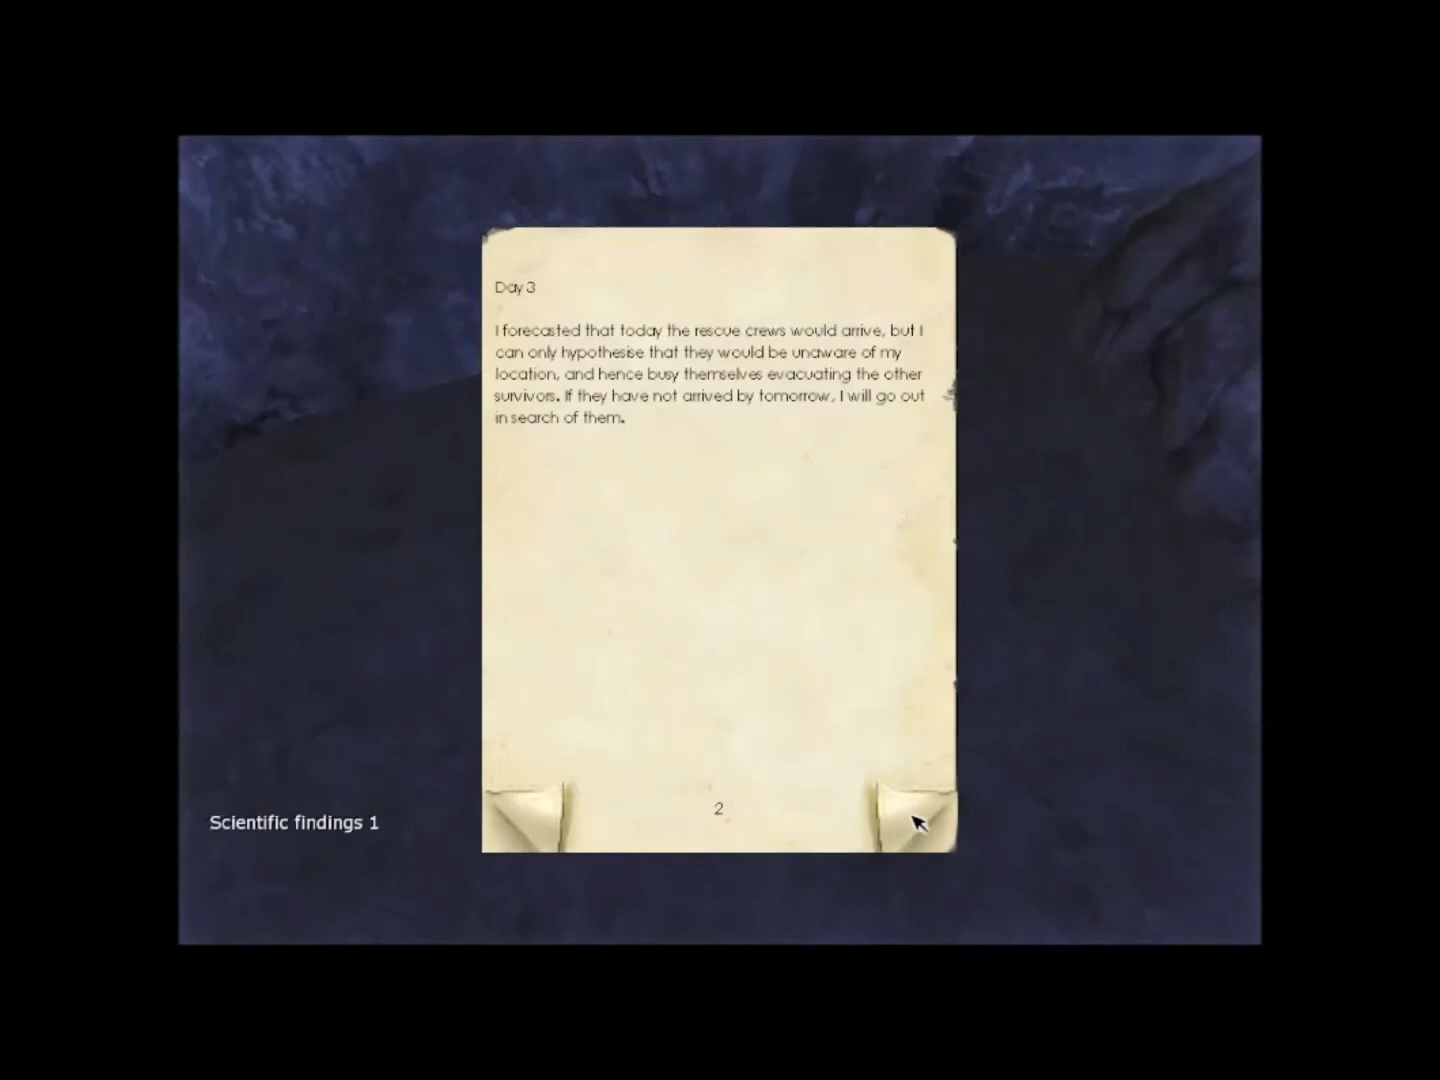 Day 3
I forecasted that today the rescue crews would arrive, but I
can only hypothesise that they would be unaware of my
location, and hence busy themselves evacuating the other
survivors. If they have not arrived by tomorrow, I will go out
in search of them.
2
Scientific findings 1